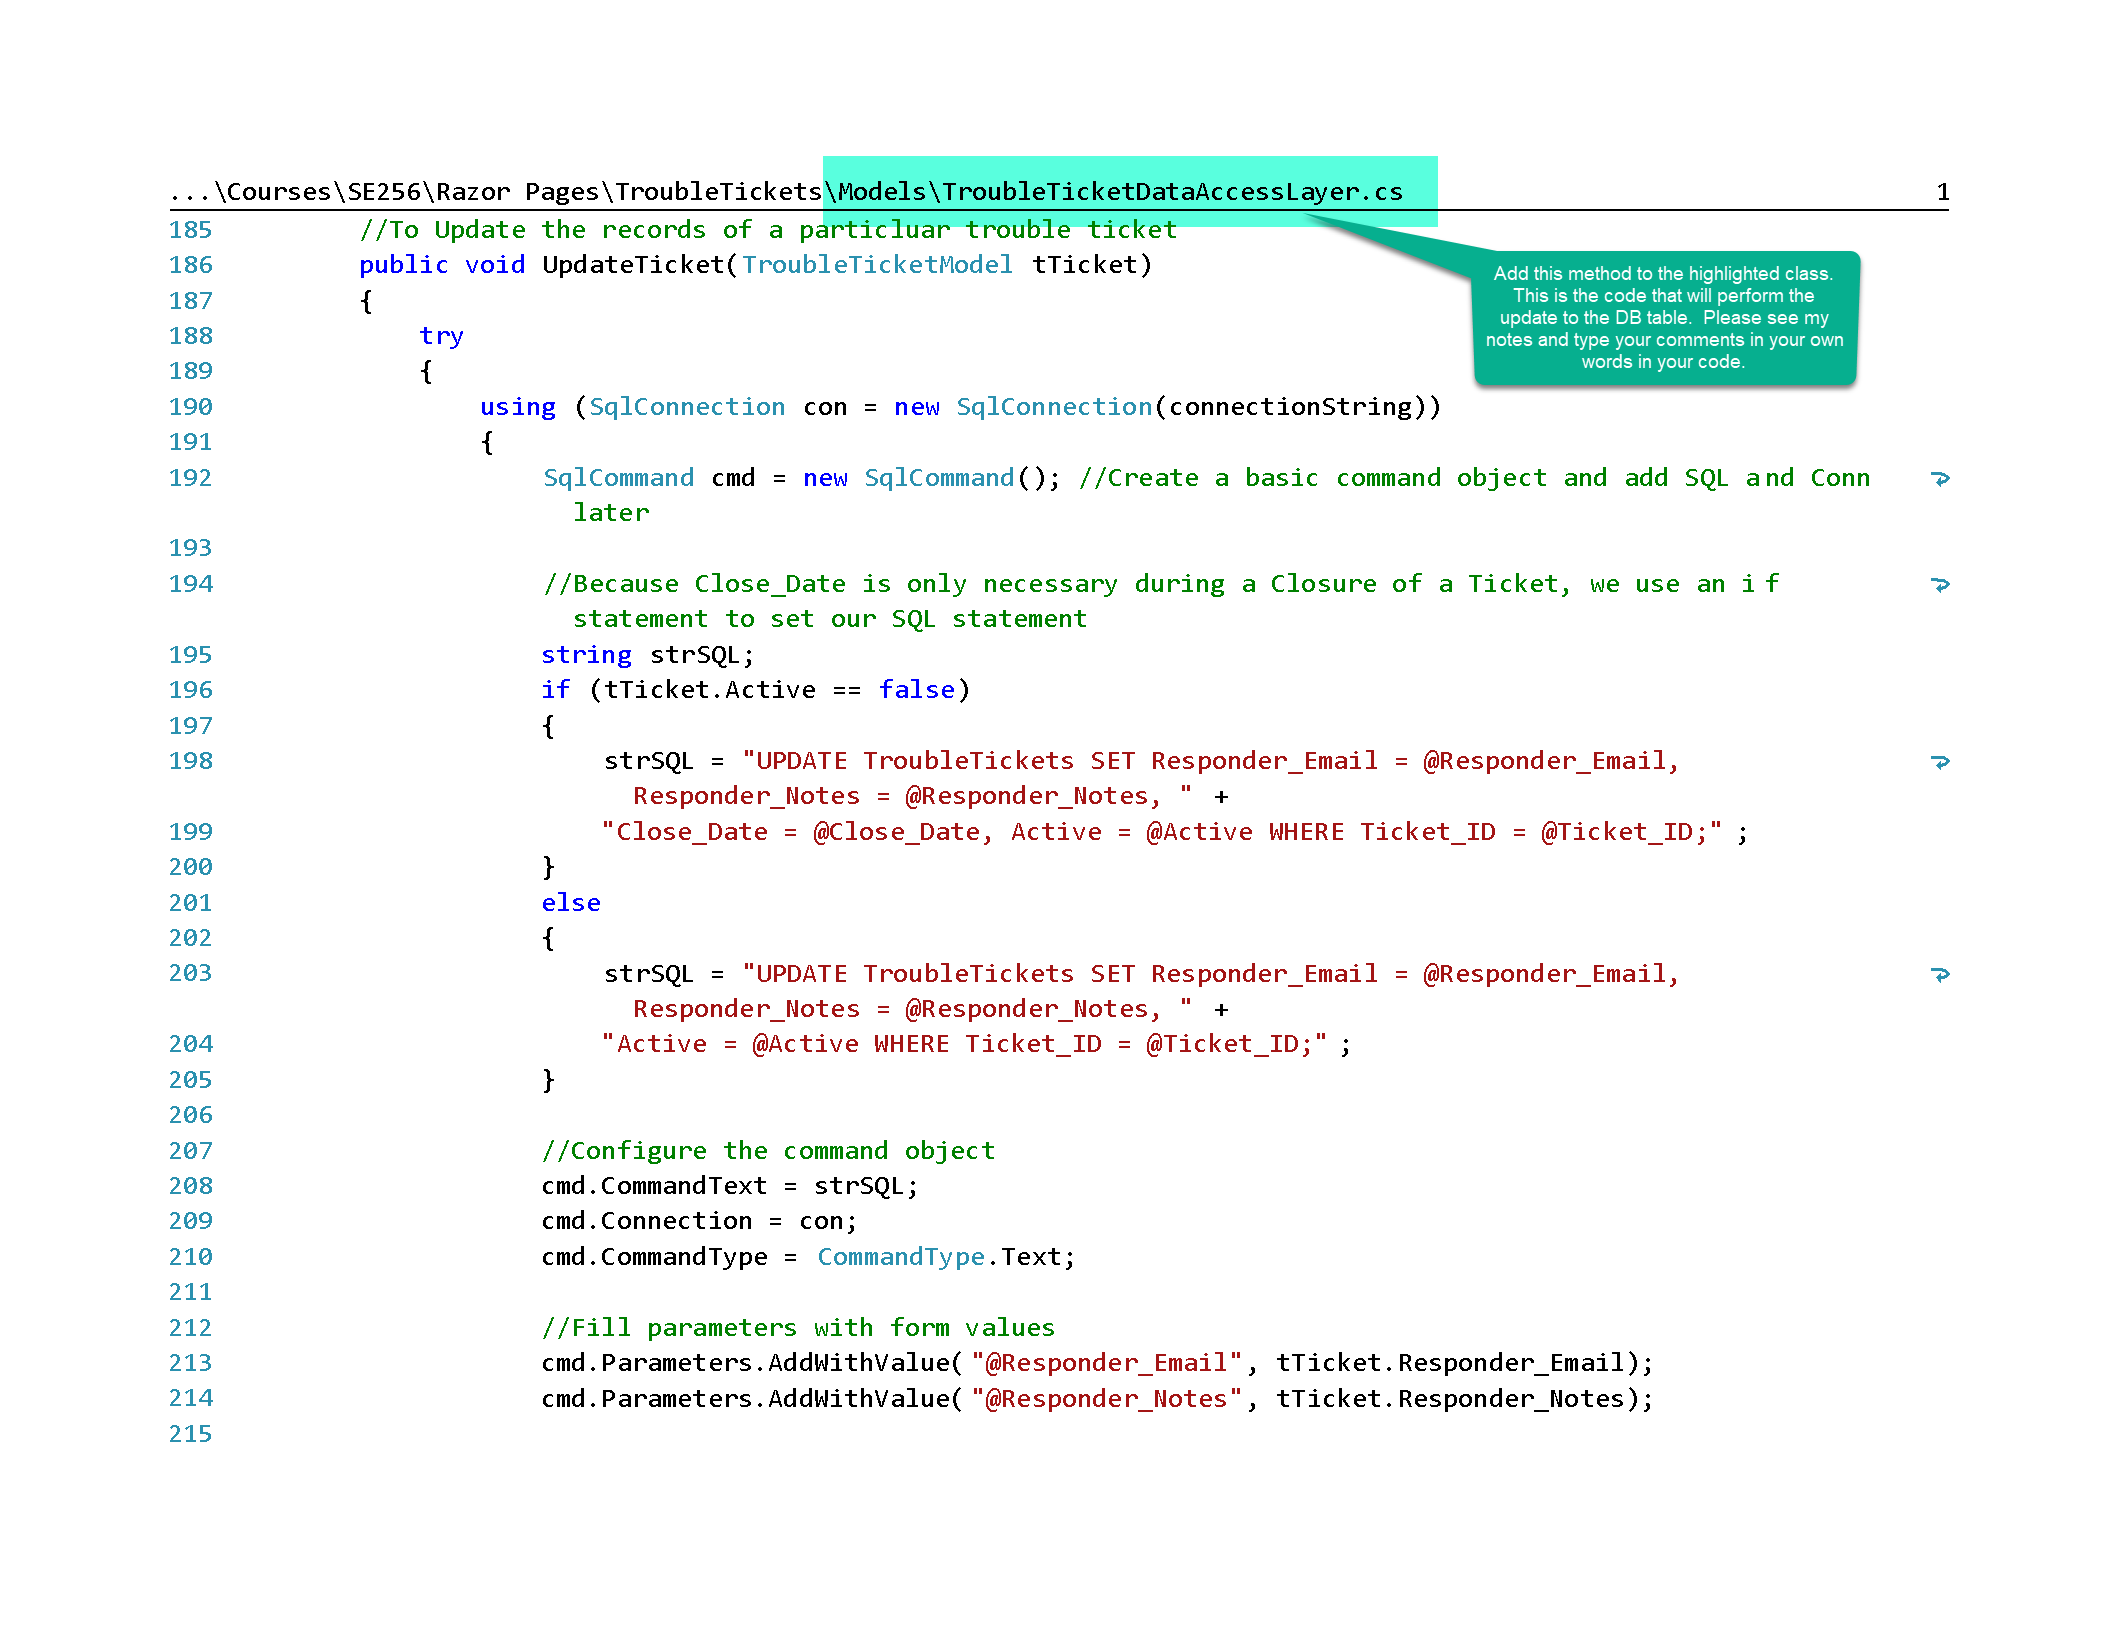 ...\Courses\SE256\Razor Pages\TroubleTickets\Models\TroubleTicketDataAccessLayer.cs 1
185 //To Update the records of a particluar trouble ticket
186 public void UpdateTicket(TroubleTicketModel tTicket)
Add this method to the highlighted class.
This is the code that will perform the
update to the DB table. Please see my
notes and type your comments in your own
words in your code.
187 {
188 try
189 {
190 using (SqlConnection con = new SqlConnection(connectionString))
191 {
192 SqlCommand cmd = new SqlCommand(); //Create a basic command object and add SQL and Conn
later
193
194 //Because Close_Date is only necessary during a Closure of a Ticket, we use an if
statement to set our SQL statement
195 string strSQL;
196 if (tTicket.Active == false)
197 {
198 strSQL = "UPDATE TroubleTickets SET Responder_Email = @Responder_Email,
Responder_Notes = @Responder_Notes, " +
199 "Close_Date = @Close_Date, Active = @Active WHERE Ticket_ID = @Ticket_ID;" ;
200 }
201 else
202 {
203 strSQL = "UPDATE TroubleTickets SET Responder_Email = @Responder_Email,
Responder_Notes = @Responder_Notes, " +
204 "Active = @Active WHERE Ticket_ID = @Ticket_ID;" ;
205 }
206
207 //Configure the command object
208 cmd.CommandText = strSQL;
209 cmd.Connection = con;
210 cmd.CommandType = CommandType.Text;
211
212 //Fill parameters with form values
213 cmd.Parameters.AddWithValue("@Responder_Email", tTicket.Responder_Email);
214 cmd.Parameters.AddWithValue("@Responder_Notes", tTicket.Responder_Notes);
215